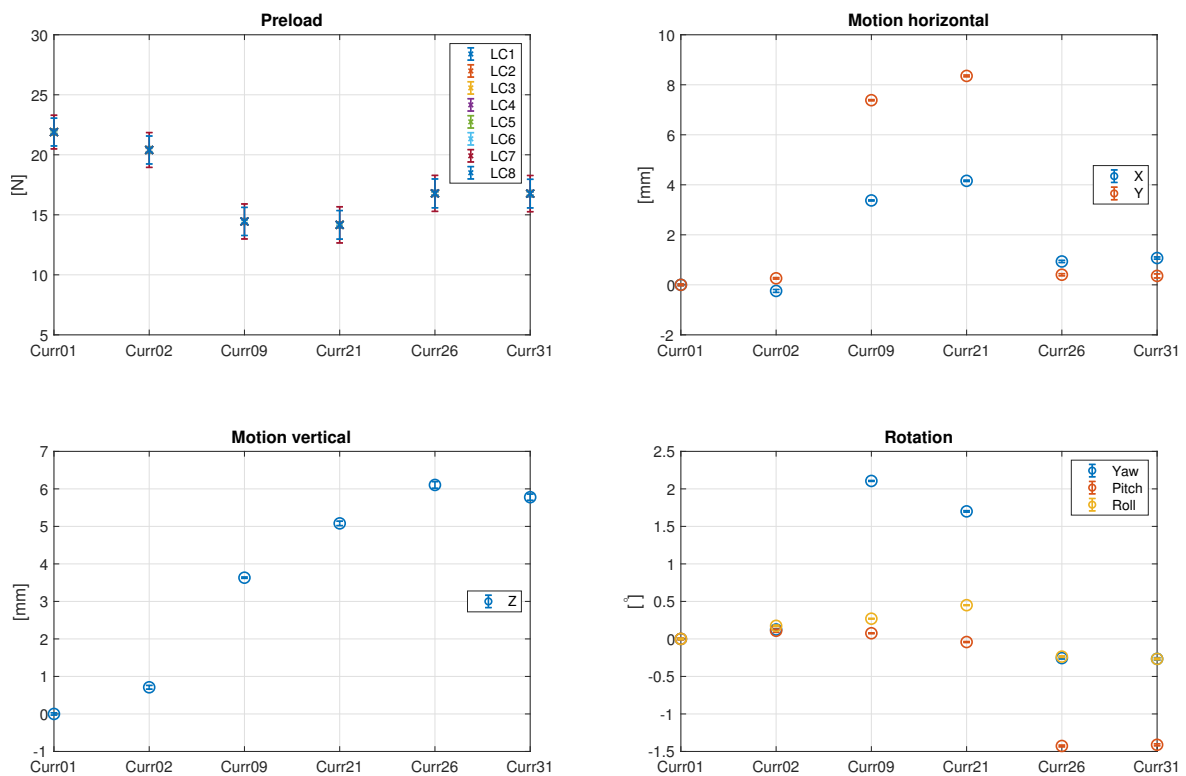 Preload
30
25
20
15
10
5
[N]
LC1
LC2
LC3
LC4
LC5
LC6
LC7
LC8
Curr01 Curr02 Curr09 Curr21 Curr26 Curr31
Motion horizontal
10
8
6
4
2
0
-2
[mm]
X
Y
Curr01 Curr02 Curr09 Curr21 Curr26 Curr31
Motion vertical
7
6
5
4
3
2
1
0
-1
[mm]
Z
Curr01 Curr02 Curr09 Curr21 Curr26 Curr31
Rotation
2.5
2
1.5
1
0.5
0
-0.5
-1
-1.5
[°]
Yaw
Pitch
Roll
Curr01 Curr02 Curr09 Curr21 Curr26 Curr31